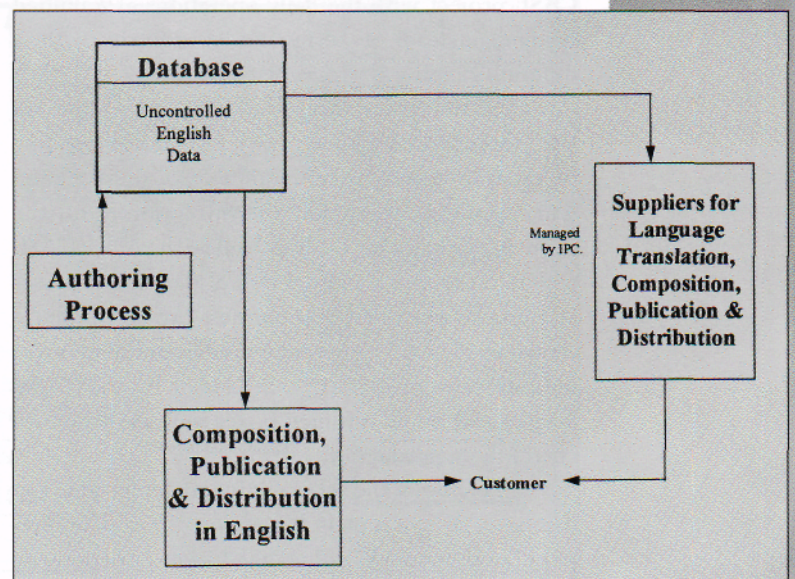 Database
Uncontrolled
English
Data
Authoring
Process
Managed
by IPC.
Suppliers for
Language
Translation,
Composition,
Publication &
Distribution
Composition,
Publication
& Distribution
in English
Customer